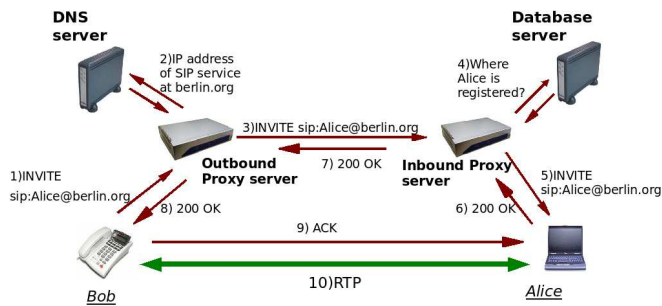 DNS
server
Database
server
2)IP address
of SIP service
at berlin.org
4)Where
Alice is
registered?
3)INVITE sip:Alice@berlin.org
Outbound
Proxy server
7) 200 OK
Inbound Proxy
server
1)INVITE
sip:Alice@berlin.org
5)INVITE
sip:Alice@berlin.org
8) 200 OK
6) 200 OK
9) ACK
10)RTP
Bob
Alice